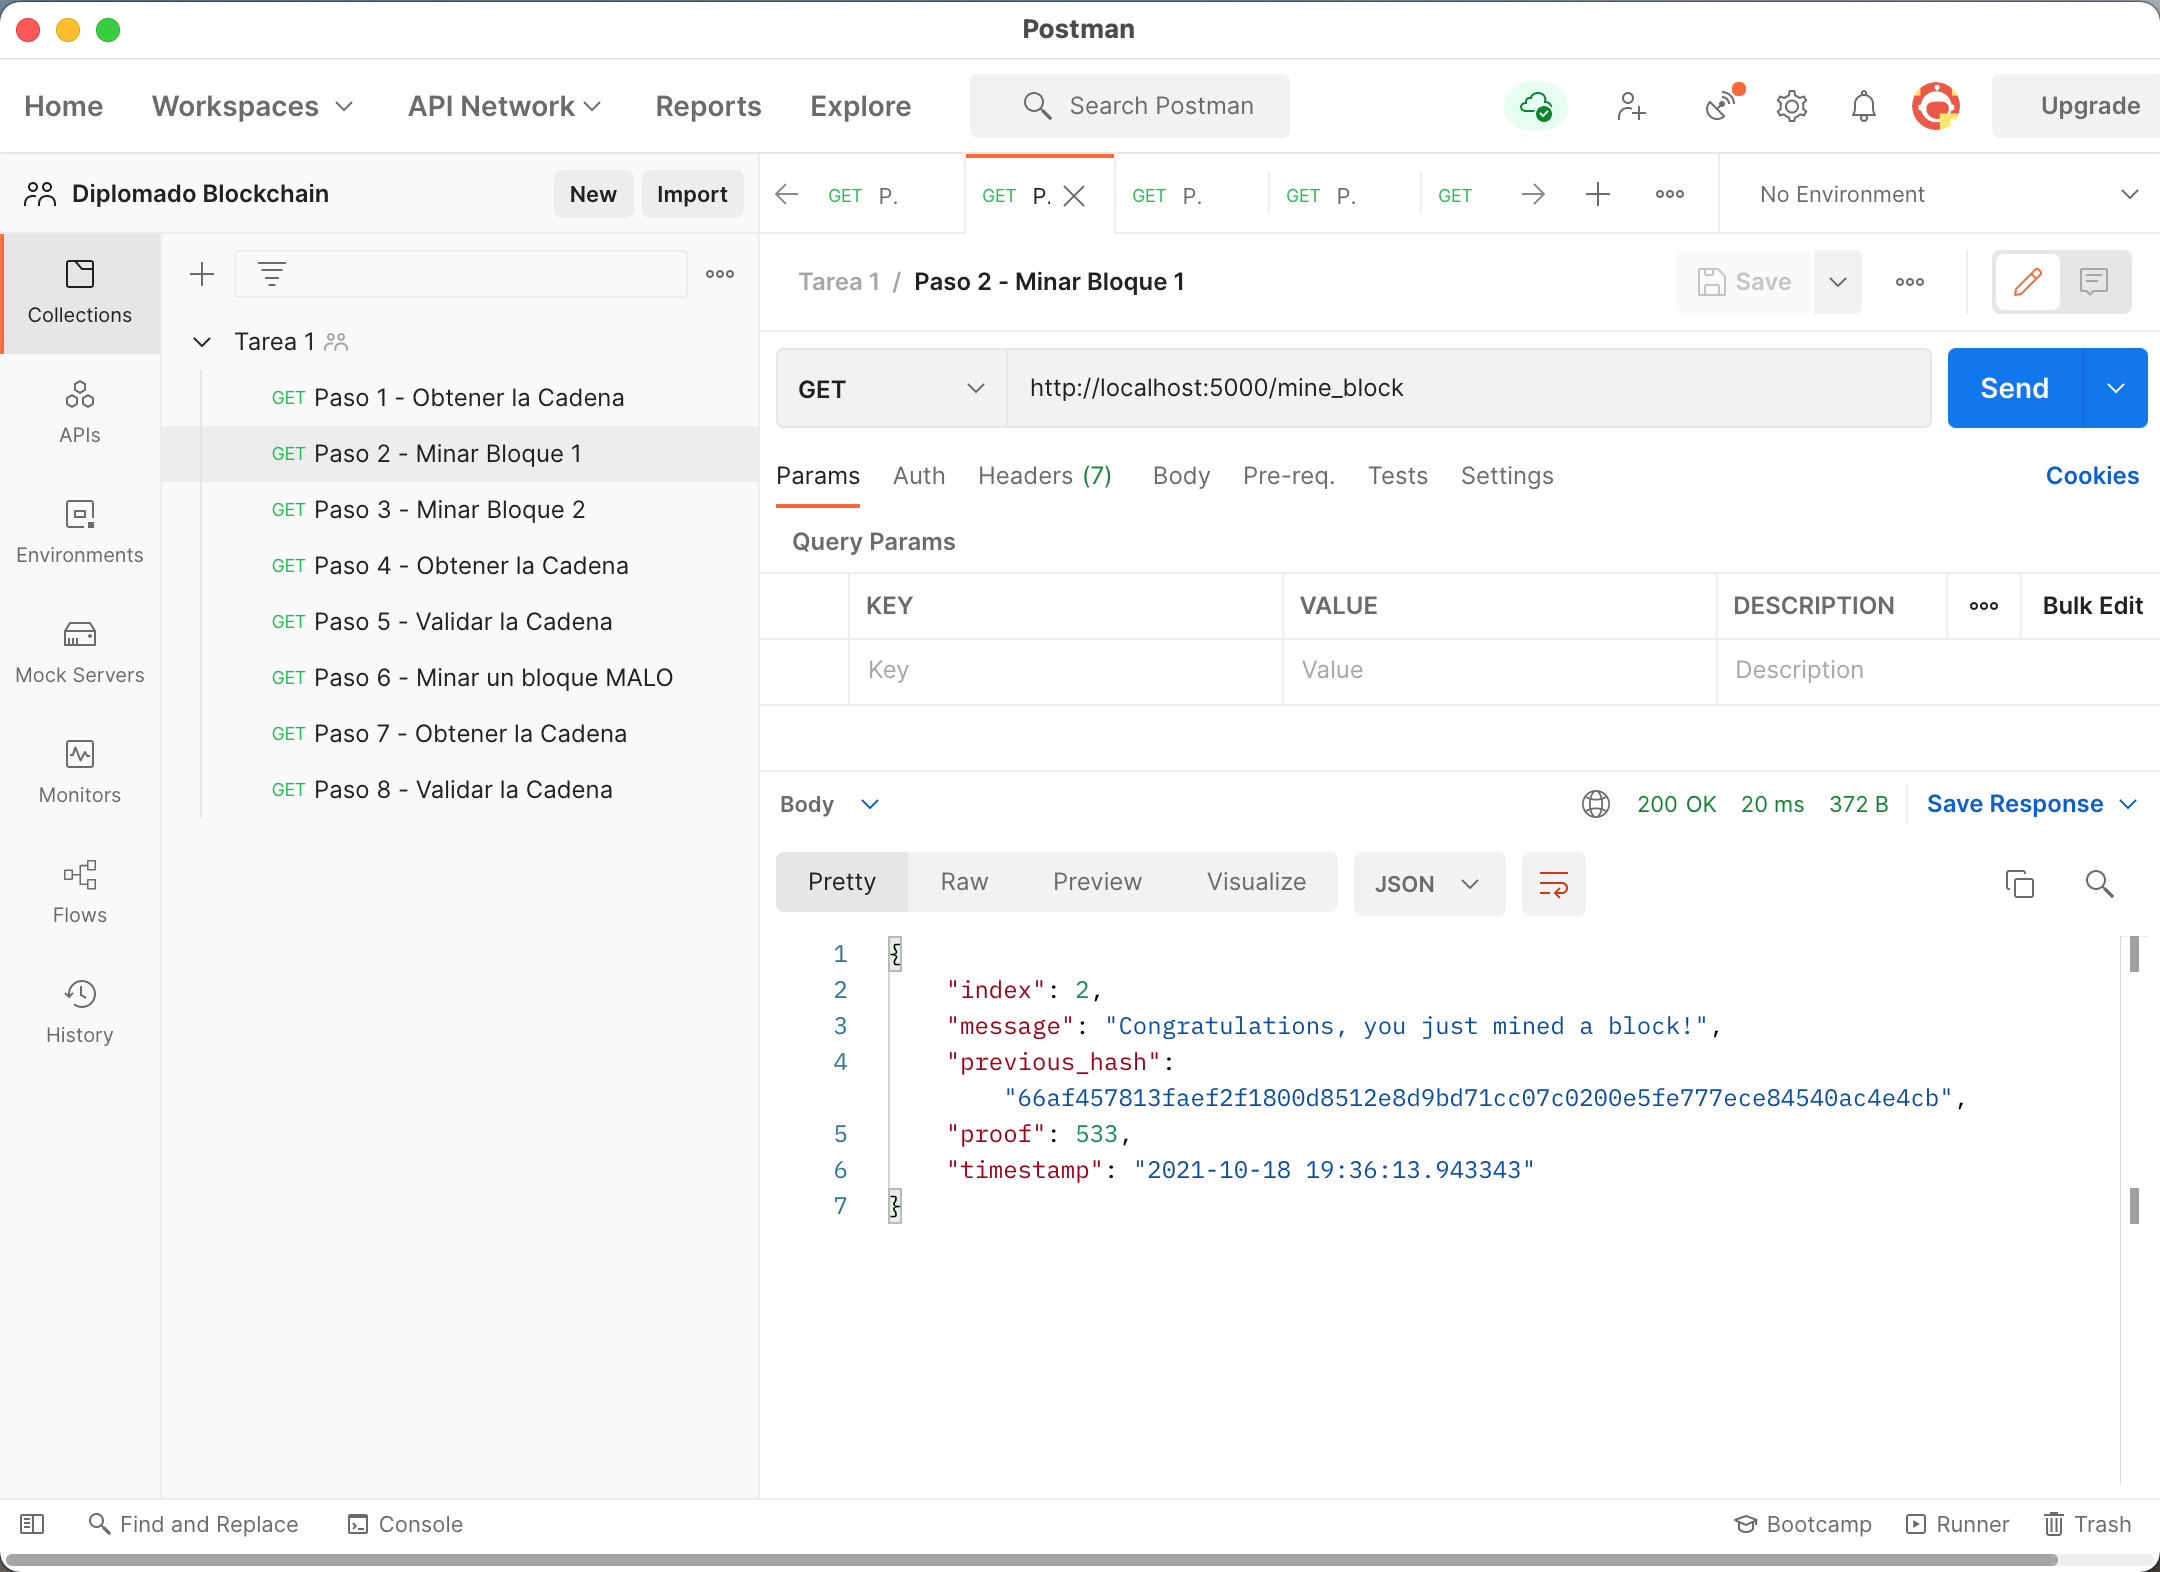 Postman
Home Workspaces API Network Reports Explore Search Postman Upgrade
Diplomado Blockchain New Import
GET P. GET P. GET P. GET P. GET No Environment
Collections
APIs
Environments
Mock Servers
Monitors
Flows
History
Tarea 1
GET Paso 1 - Obtener la Cadena
GET Paso 2 - Minar Bloque 1
GET Paso 3 - Minar Bloque 2
GET Paso 4 - Obtener la Cadena
GET Paso 5 - Validar la Cadena
GET Paso 6 - Minar un bloque MALO
GET Paso 7 - Obtener la Cadena
GET Paso 8 - Validar la Cadena
Tarea 1 / Paso 2 - Minar Bloque 1 Save
GET http://localhost:5000/mine_block Send
Params Auth Headers (7) Body Pre-req. Tests Settings Cookies
Query Params
KEY VALUE DESCRIPTION Bulk Edit
Key Value Description
Body 200 OK 20 ms 372 B Save Response
Pretty Raw Preview Visualize JSON
1 {
2 "index": 2,
3 "message": "Congratulations, you just mined a block!",
4 "previous_hash":
"66af457813faef2f1800d8512e8d9bd71cc07c0200e5fe777ece84540ac4e4cb",
5 "proof": 533,
6 "timestamp": "2021-10-18 19:36:13.943343"
7 }
Find and Replace Console Bootcamp Runner Trash